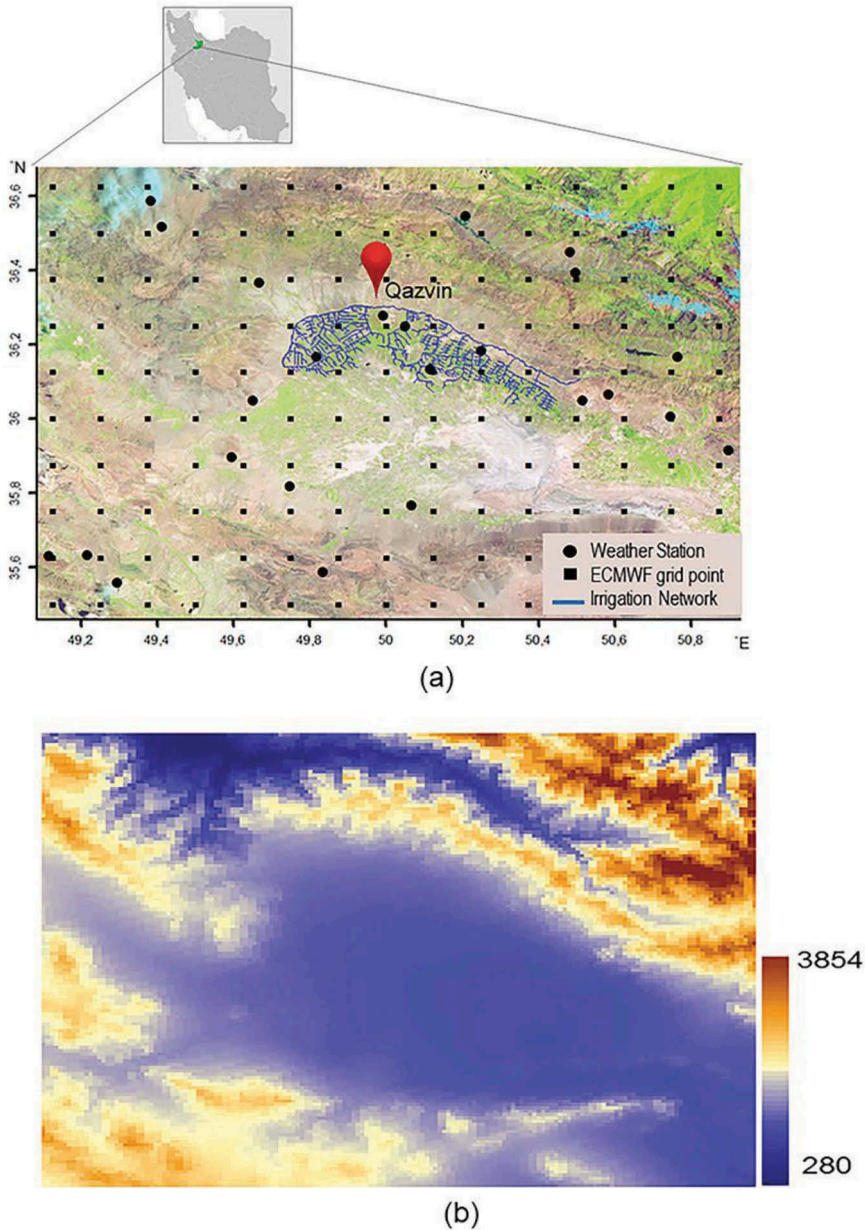 °N
36,6
36,4
36,2
36
35,8
35,6
Qazvin
Weather Station
ECMWF grid point
Irrigation Network
49,2 49,4 49,6 49,8 50 50,2 50,4 50,6 50,8 °E
(a)
3854
280
(b)